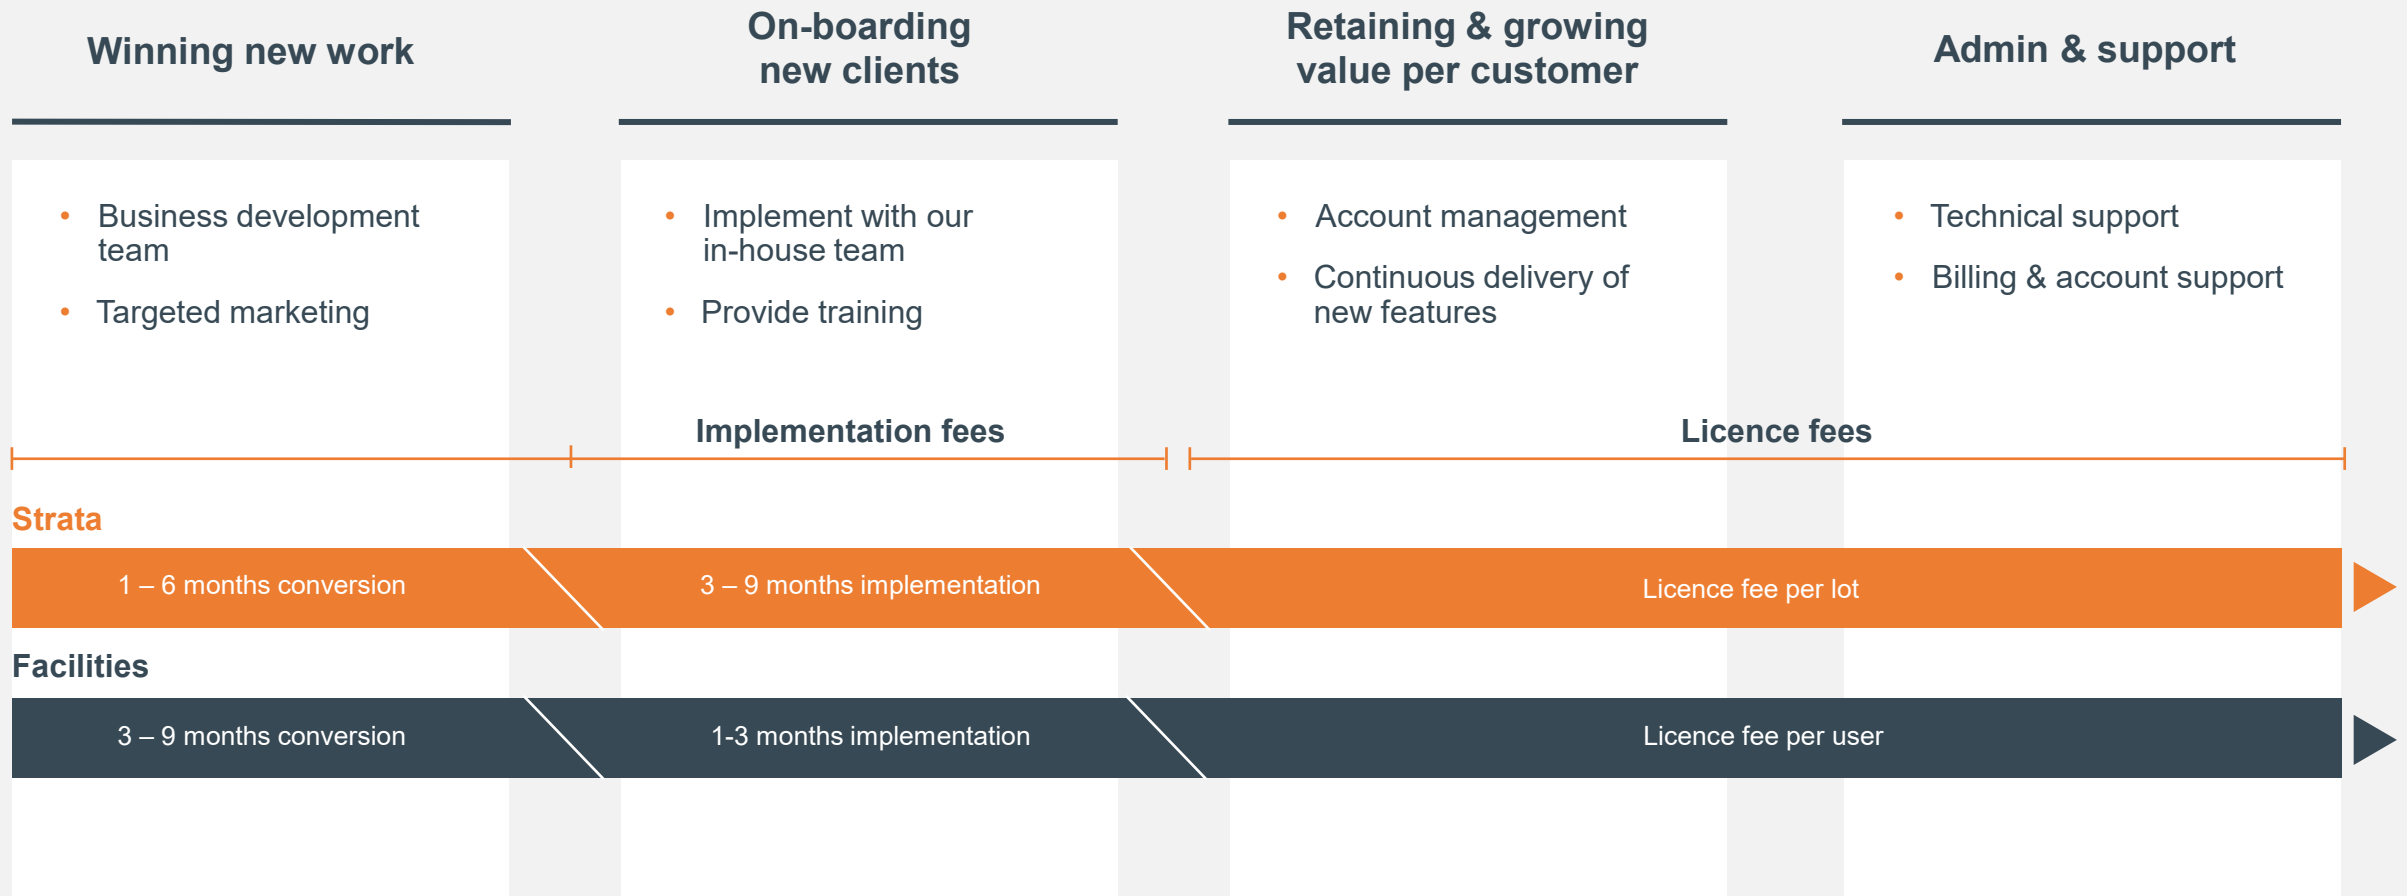 Winning new work
On-boarding
new clients
Retaining & growing
value per customer
Admin & support
• Business development
team
• Targeted marketing
• Implement with our
in-house team
• Provide training
• Account management
• Continuous delivery of
new features
• Technical support
• Billing & account support
Implementation fees
Licence fees
Strata
1 – 6 months conversion
3 – 9 months implementation
Licence fee per lot
Facilities
3 – 9 months conversion
1-3 months implementation
Licence fee per user